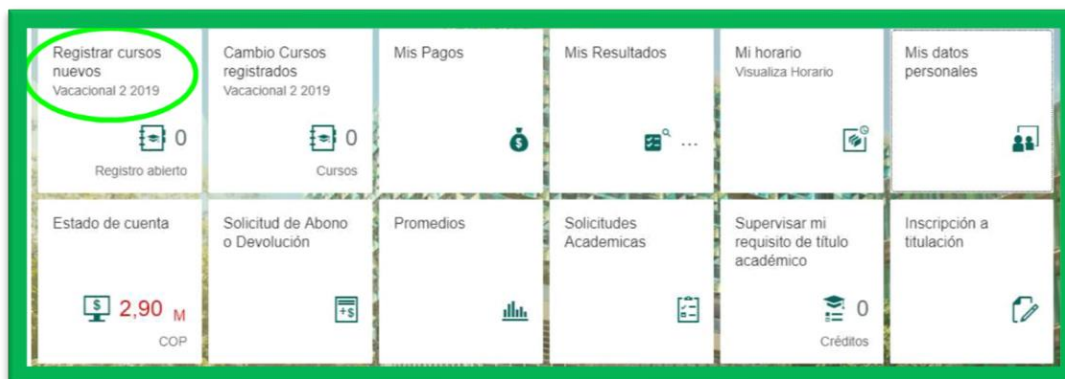 Registrar cursos
nuevos
Vacacional 2 2019
0
Registro abierto
Cambio Cursos
registrados
Vacacional 2 2019
0
Cursos
Mis Pagos
Mis Resultados
...
Mi horario
Visualiza Horario
Mis datos
personales
Estado de cuenta
$ 2,90 M
COP
Solicitud de Abono
o Devolución
+$
Promedios
Solicitudes
Academicas
Supervisar mi
requisito de título
académico
0
Créditos
Inscripción a
titulación